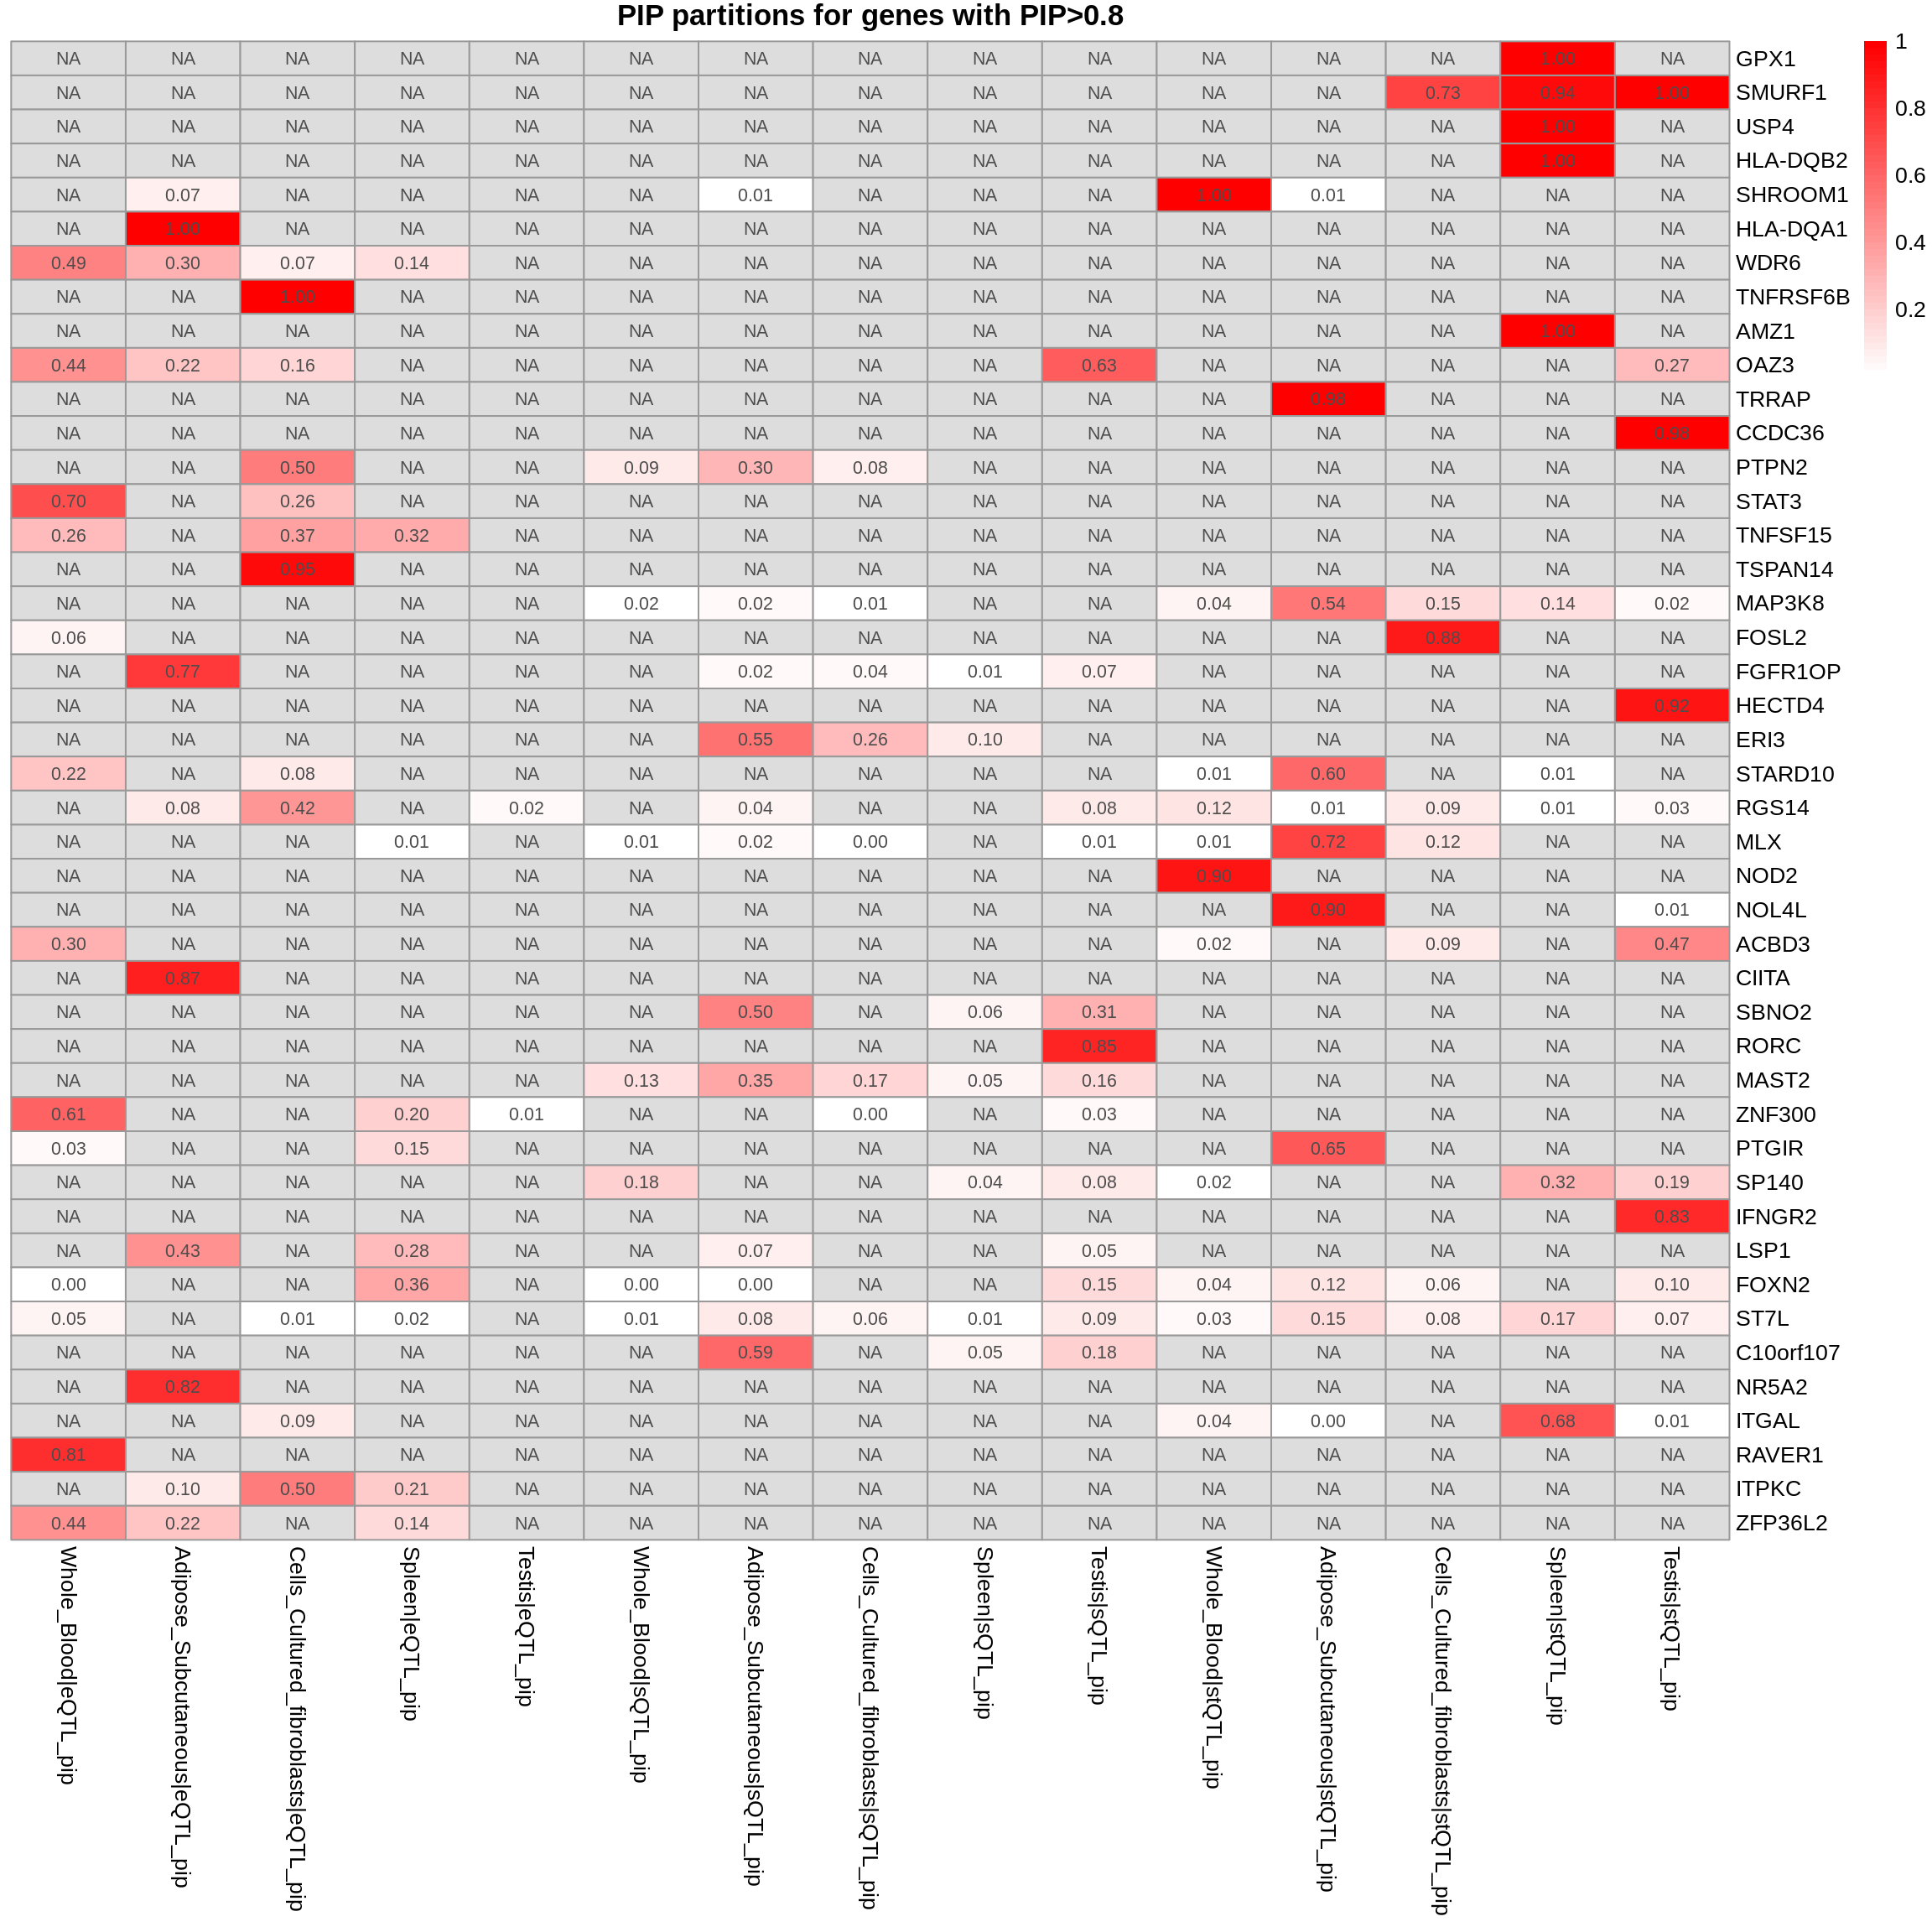 PIP partitions for genes with PIP>0.8
NA NA NA NA NA NA NA NA NA NA NA NA NA 1.00 NA GPX1
NA NA NA NA NA NA NA NA NA NA NA NA 0.73 0.94 1.00 SMURF1
NA NA NA NA NA NA NA NA NA NA NA NA NA 1.00 NA USP4
NA NA NA NA NA NA NA NA NA NA NA NA NA 1.00 NA HLA-DQB2
NA 0.07 NA NA NA NA 0.01 NA NA NA 1.00 0.01 NA NA NA SHROOM1
NA 1.00 NA NA NA NA NA NA NA NA NA NA NA NA NA HLA-DQA1
0.49 0.30 0.07 0.14 NA NA NA NA NA NA NA NA NA NA NA WDR6
NA NA 1.00 NA NA NA NA NA NA NA NA NA NA NA NA TNFRSF6B
NA NA NA NA NA NA NA NA NA NA NA NA NA 1.00 NA AMZ1
0.44 0.22 0.16 NA NA NA NA NA NA 0.63 NA NA NA NA 0.27 OAZ3
NA NA NA NA NA NA NA NA NA NA NA 0.98 NA NA NA TRRAP
NA NA NA NA NA NA NA NA NA NA NA NA NA NA 0.98 CCDC36
NA NA 0.50 NA NA 0.09 0.30 0.08 NA NA NA NA NA NA NA PTPN2
0.70 NA 0.26 NA NA NA NA NA NA NA NA NA NA NA NA STAT3
0.26 NA 0.37 0.32 NA NA NA NA NA NA NA NA NA NA NA TNFSF15
NA NA 0.96 NA NA NA NA NA NA NA NA NA NA NA NA TSPAN14
NA NA NA NA NA 0.02 0.02 0.01 NA NA 0.04 0.54 0.15 0.14 0.02 MAP3K8
0.06 NA NA NA NA NA NA NA NA NA NA NA 0.88 NA NA FOSL2
NA 0.77 NA NA NA NA 0.02 0.04 0.01 0.07 NA NA NA NA NA FGFR1OP
NA NA NA NA NA NA NA NA NA NA NA NA NA NA 0.92 HECTD4
NA NA NA NA NA NA 0.55 0.26 0.10 NA NA NA NA NA NA ERI3
0.22 NA 0.08 NA NA NA NA NA NA NA 0.01 0.60 NA 0.01 NA STARD10
NA 0.08 0.42 NA 0.02 NA 0.04 NA NA 0.08 0.12 0.01 0.09 0.01 0.03 RGS14
NA NA NA 0.01 NA 0.01 0.02 0.00 NA 0.01 0.01 0.72 0.12 NA NA MLX
NA NA NA NA NA NA NA NA NA NA 0.90 NA NA NA NA NOD2
NA NA NA NA NA NA NA NA NA NA NA 0.90 NA NA 0.01 NOL4L
0.30 NA NA NA NA NA NA NA NA NA 0.02 NA 0.09 NA 0.47 ACBD3
NA 0.87 NA NA NA NA NA NA NA NA NA NA NA NA NA CIITA
NA NA NA NA NA NA 0.50 NA 0.06 0.31 NA NA NA NA NA SBNO2
NA NA NA NA NA NA NA NA NA 0.85 NA NA NA NA NA RORC
NA NA NA NA NA 0.13 0.35 0.17 0.05 0.16 NA NA NA NA NA MAST2
0.61 NA NA 0.20 0.01 NA NA 0.00 NA 0.03 NA NA NA NA NA ZNF300
0.03 NA NA 0.15 NA NA NA NA NA NA NA 0.65 NA NA NA PTGIR
NA NA NA NA NA 0.18 NA NA 0.04 0.08 0.02 NA NA 0.32 0.19 SP140
NA NA NA NA NA NA NA NA NA NA NA NA NA NA 0.83 IFNGR2
NA 0.43 NA 0.28 NA NA 0.07 NA NA 0.05 NA NA NA NA NA LSP1
0.00 NA NA 0.36 NA 0.00 0.00 NA NA 0.15 0.04 0.12 0.06 NA 0.10 FOXN2
0.05 NA 0.01 0.02 NA 0.01 0.08 0.06 0.01 0.09 0.03 0.15 0.08 0.17 0.07 ST7L
NA NA NA NA NA NA 0.59 NA 0.05 0.18 NA NA NA NA NA C10orf107
NA 0.82 NA NA NA NA NA NA NA NA NA NA NA NA NA NR5A2
NA NA 0.09 NA NA NA NA NA NA NA 0.04 0.00 NA 0.68 0.01 ITGAL
0.81 NA NA NA NA NA NA NA NA NA NA NA NA NA NA RAVER1
NA 0.10 0.50 0.21 NA NA NA NA NA NA NA NA NA NA NA ITPKC
0.44 0.22 NA 0.14 NA NA NA NA NA NA NA NA NA NA NA ZFP36L2
Whole_Blood|eQTL_pip
Adipose_Subcutaneous|eQTL_pip
Cells_Cultured_fibroblasts|eQTL_pip
Spleen|eQTL_pip
Testis|eQTL_pip
Whole_Blood|sQTL_pip
Adipose_Subcutaneous|sQTL_pip
Cells_Cultured_fibroblasts|sQTL_pip
Spleen|sQTL_pip
Testis|sQTL_pip
Whole_Blood|stQTL_pip
Adipose_Subcutaneous|stQTL_pip
Cells_Cultured_fibroblasts|stQTL_pip
Spleen|stQTL_pip
Testis|stQTL_pip
1
0.8
0.6
0.4
0.2